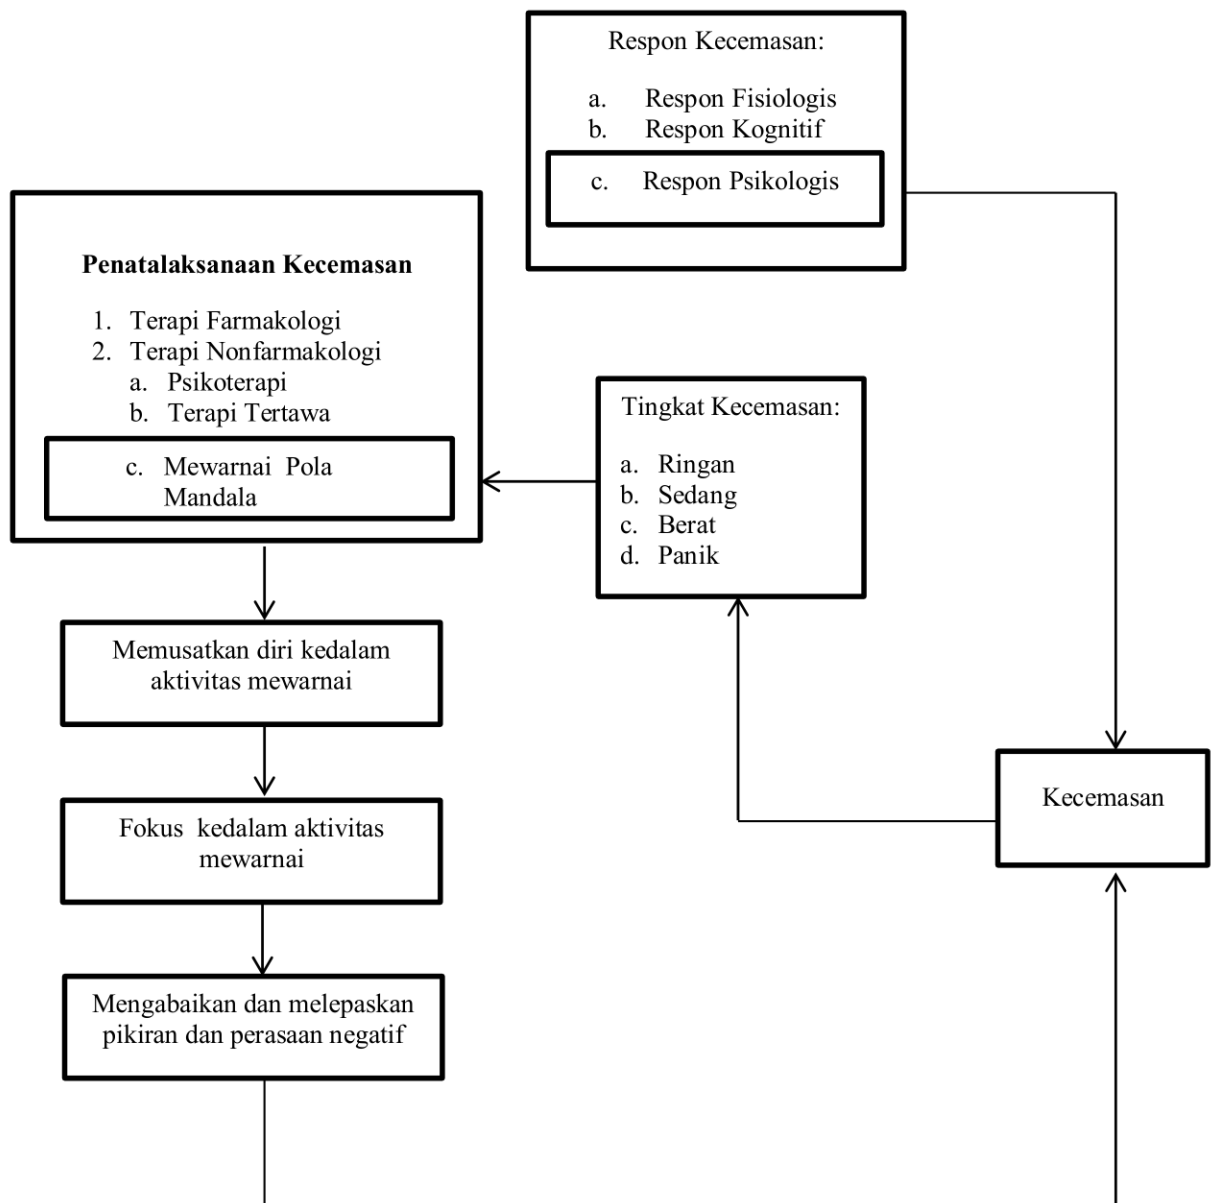 Respon Kecemasan:
a. Respon Fisiologis
b. Respon Kognitif
c. Respon Psikologis
Penatalaksanaan Kecemasan
1. Terapi Farmakologi
2. Terapi Nonfarmakologi
a. Psikoterapi
b. Terapi Tertawa
c. Mewarnai Pola
Mandala
Tingkat Kecemasan:
a. Ringan
b. Sedang
c. Berat
d. Panik
Memusatkan diri kedalam
aktivitas mewarnai
Kecemasan
Fokus kedalam aktivitas
mewarnai
Mengabaikan dan melepaskan
pikiran dan perasaan negatif